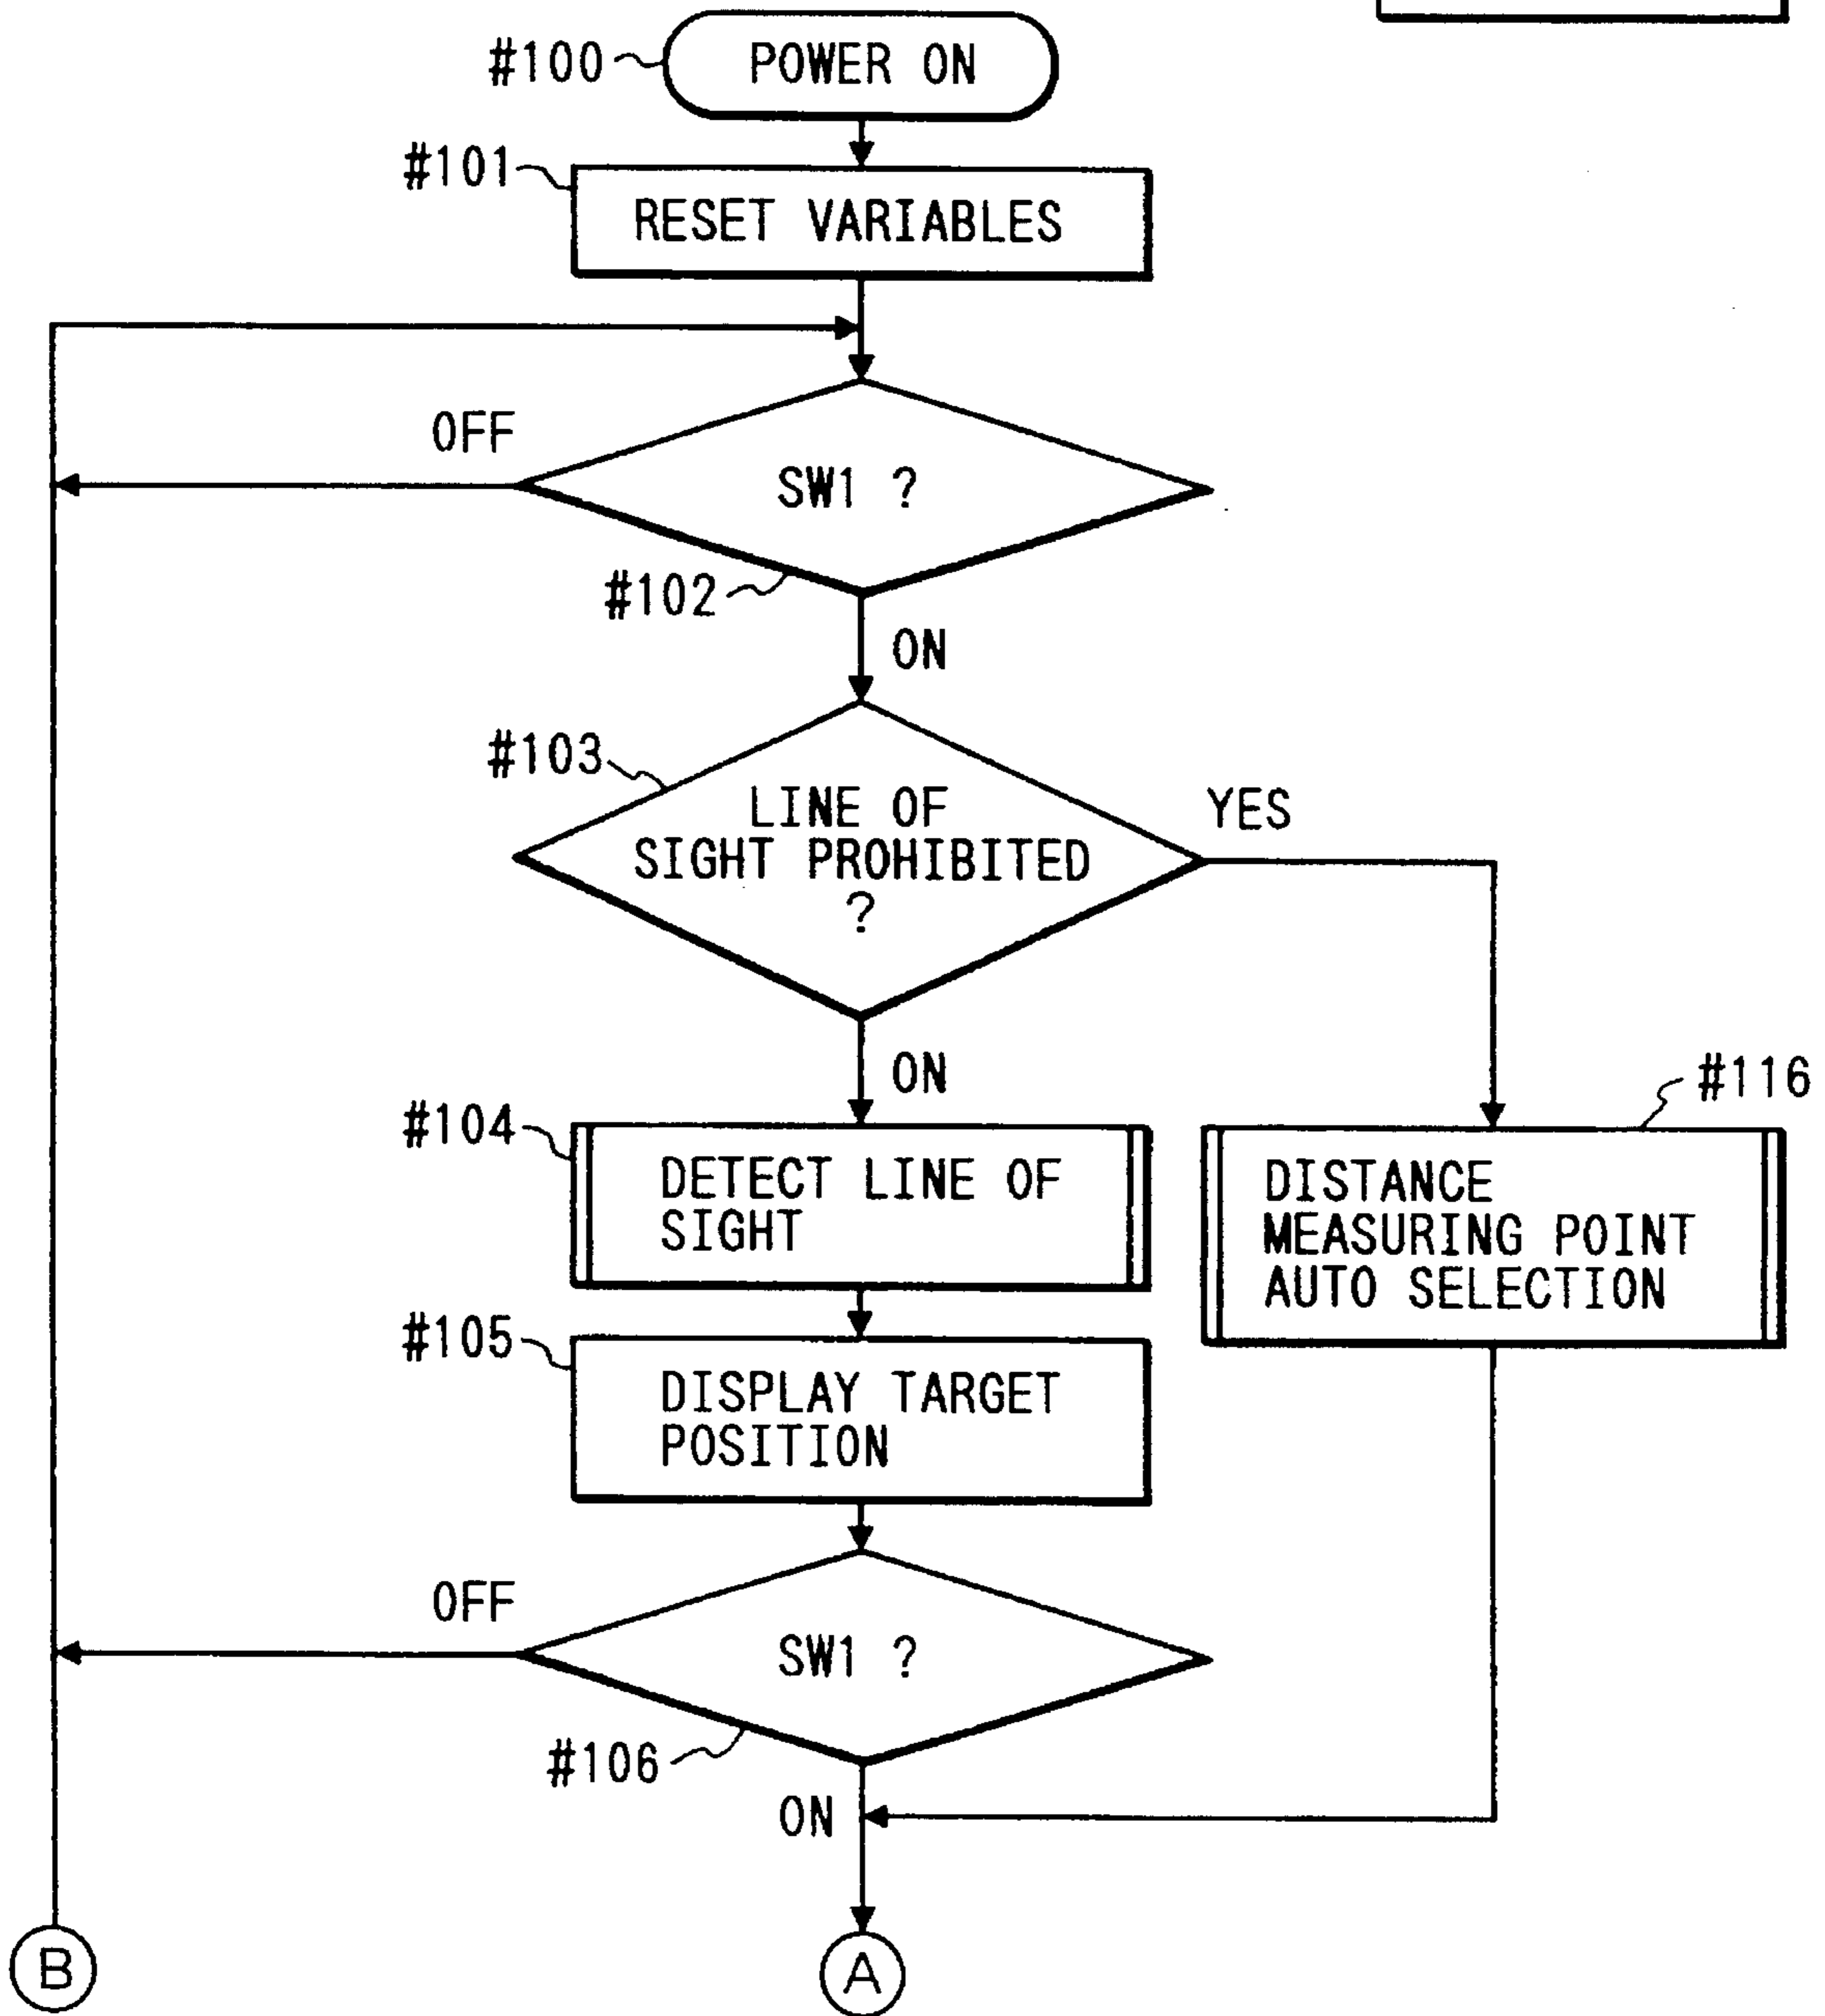 #100
POWER ON
#101
RESET VARIABLES
OFF
SW1 ?
#102
ON
#103
LINE OF
SIGHT PROHIBITED
?
YES
ON
#104
DETECT LINE OF
SIGHT
#116
DISTANCE
MEASURING POINT
AUTO SELECTION
#105
DISPLAY TARGET
POSITION
OFF
SW1 ?
#106
ON
B
A